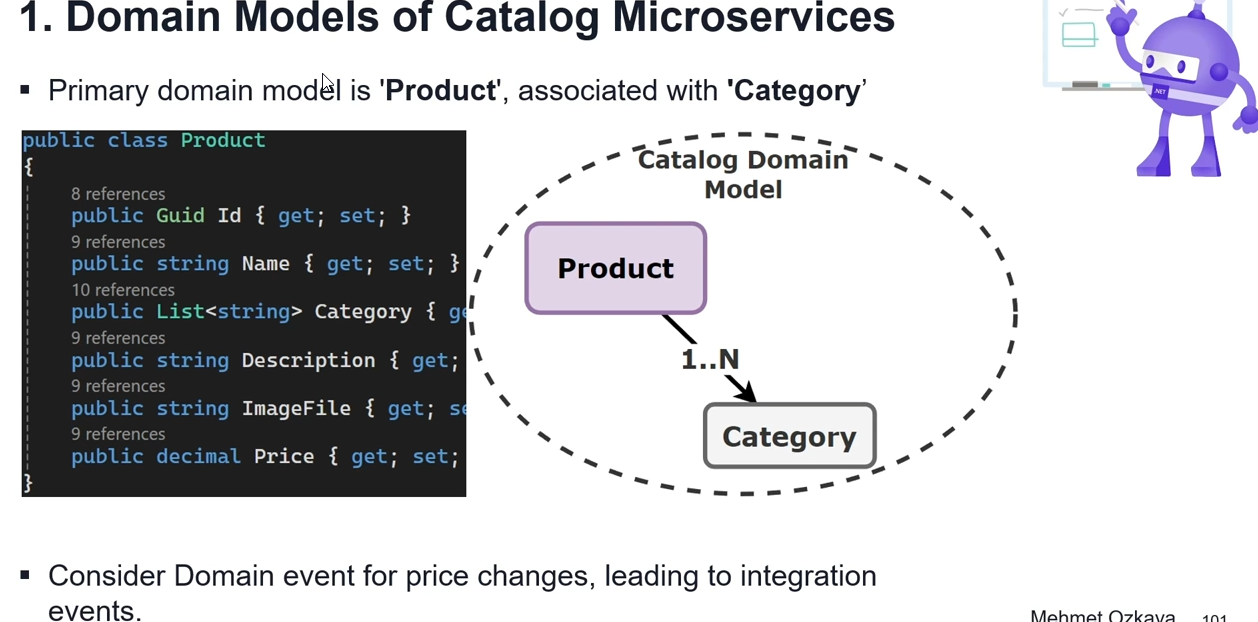 1. Domain Models of Catalog Microservices
▪ Primary domain model is 'Product', associated with 'Category’
public class Product
{
8 references
public Guid Id { get; set; }
9 references
public string Name { get; set; }
10 references
public List<string> Category { ge
9 references
public string Description { get;
9 references
public string ImageFile { get; se
9 references
public decimal Price { get; set;
}
Catalog Domain
Model
Product
1..N
Category
.NET
▪ Consider Domain event for price changes, leading to integration
events.
Mehmet Ozkaya 101